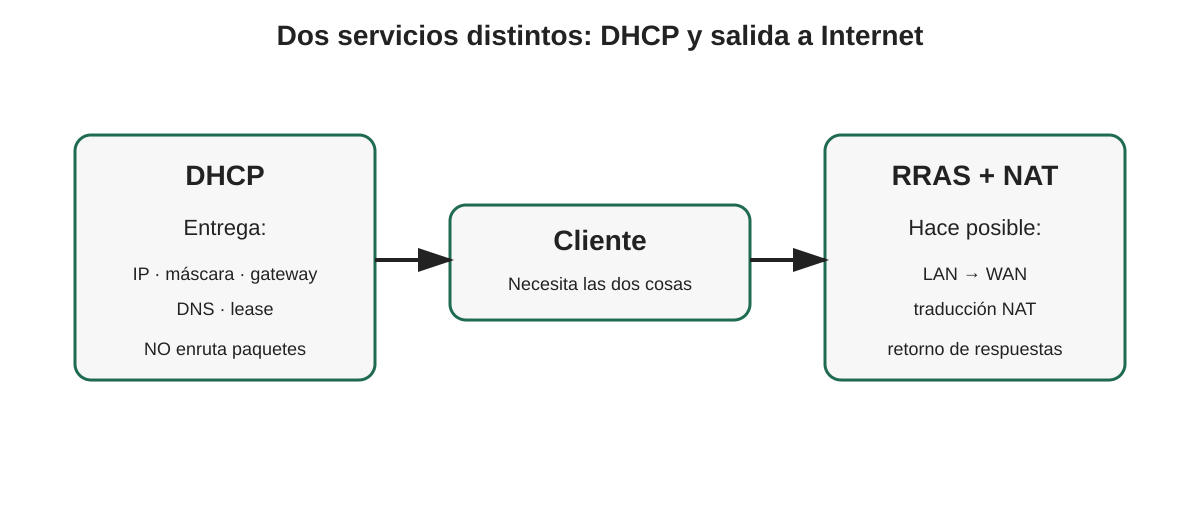 Dos servicios distintos: DHCP y salida a Internet
DHCP
Entrega:
IP · máscara · gateway
DNS · lease
NO enruta paquetes
Cliente
Necesita las dos cosas
RRAS + NAT
Hace posible:
LAN → WAN
traducción NAT
retorno de respuestas